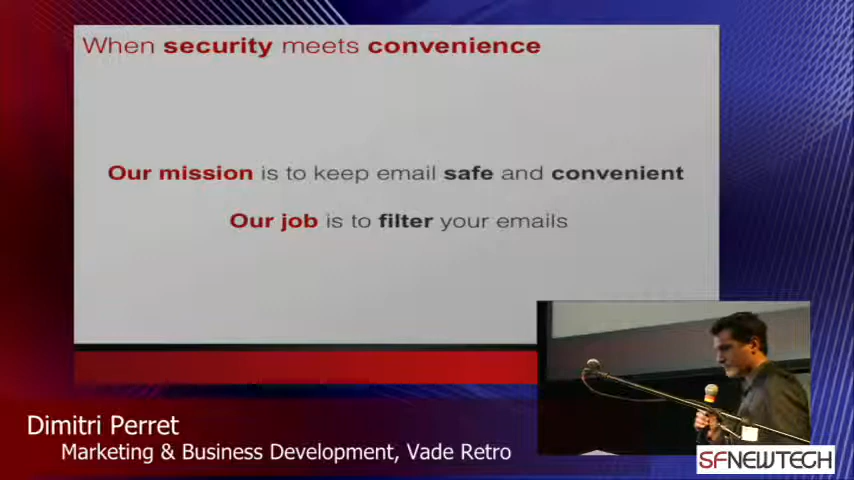 When security meets convenience
Our mission is to keep email safe and convenient
Our job is to filter your emails
Dimitri Perret
Marketing & Business Development, Vade Retro
SFNEWTECH